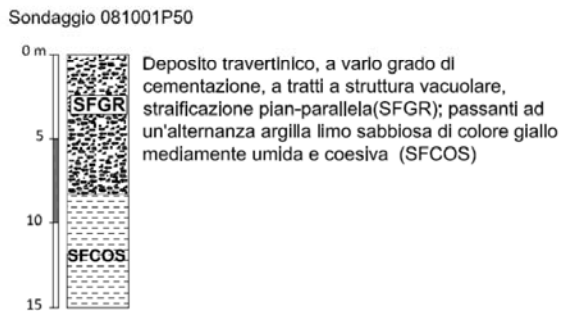 Sondaggio 081001P50
0 m
Deposito travertinico, a vario grado di
cementazione, a tratti a struttura vacuolare,
SFGR
straificazione pian-parallela(SFGR); passanti ad
5
un'alternanza argilla limo sabbiosa di colore giallo
mediamente umida e coesiva (SFCOS)
10
SFCOS
15